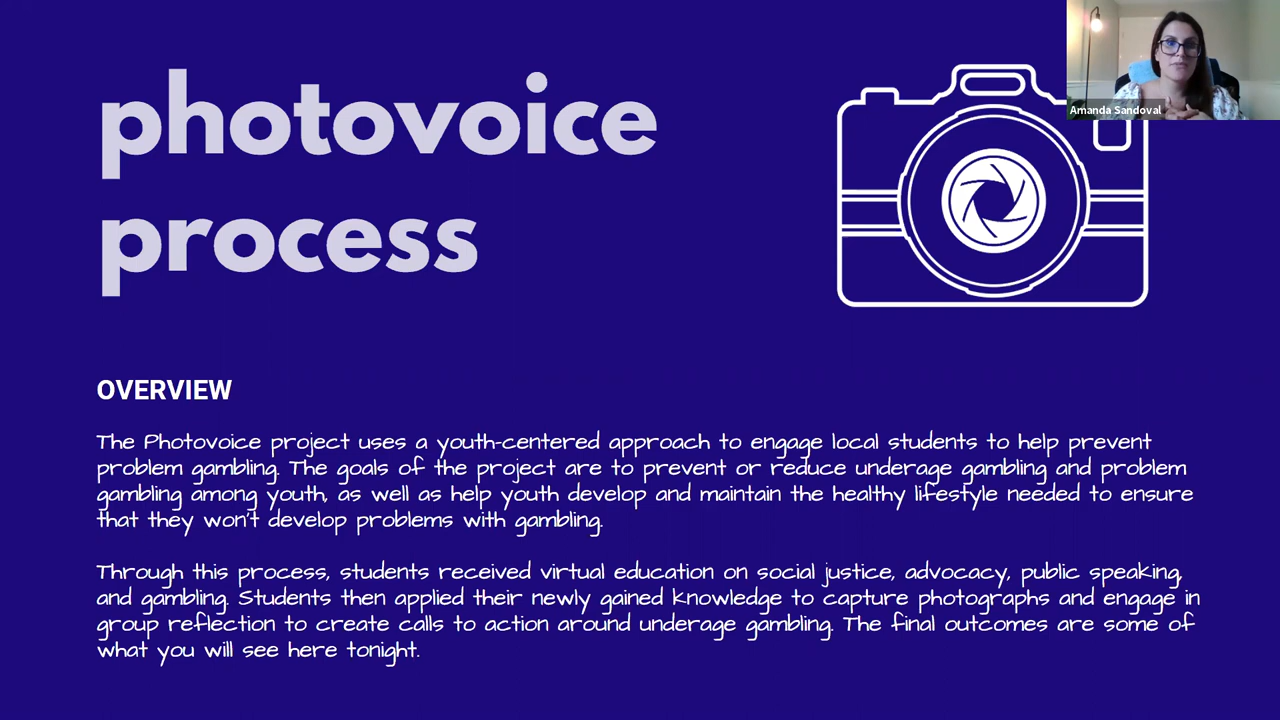 photovoice
process
Amanda Sandoval
OVERVIEW
The Photovoice project uses a youth-centered approach to engage local students to help prevent
problem gambling. The goals of the project are to prevent or reduce underage gambling and problem
gambling among youth, as well as help youth develop and maintain the healthy lifestyle needed to ensure
that they won't develop problems with gambling.
Through this process, students received virtual education on social justice, advocacy, public speaking,
and gambling. Students then applied their newly gained knowledge to capture photographs and engage in
group reflection to create calls to action around underage gambling. The final outcomes are some of
what you will see here tonight.